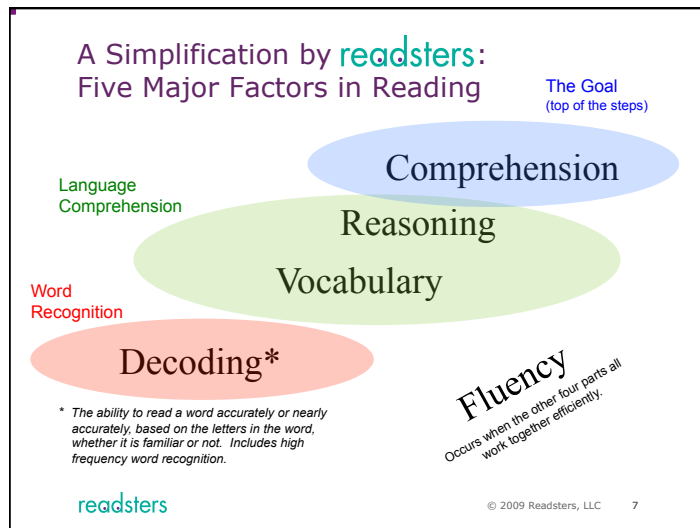 A Simplification by readsters:
Five Major Factors in Reading
The Goal
(top of the steps)
Comprehension
Language
Comprehension
Reasoning
Vocabulary
Word
Recognition
Decoding*
Fluency
Occurs when the other four parts all
work together efficiently.
* The ability to read a word accurately or nearly
accurately, based on the letters in the word,
whether it is familiar or not. Includes high
frequency word recognition.
readsters
© 2009 Readsters, LLC 7